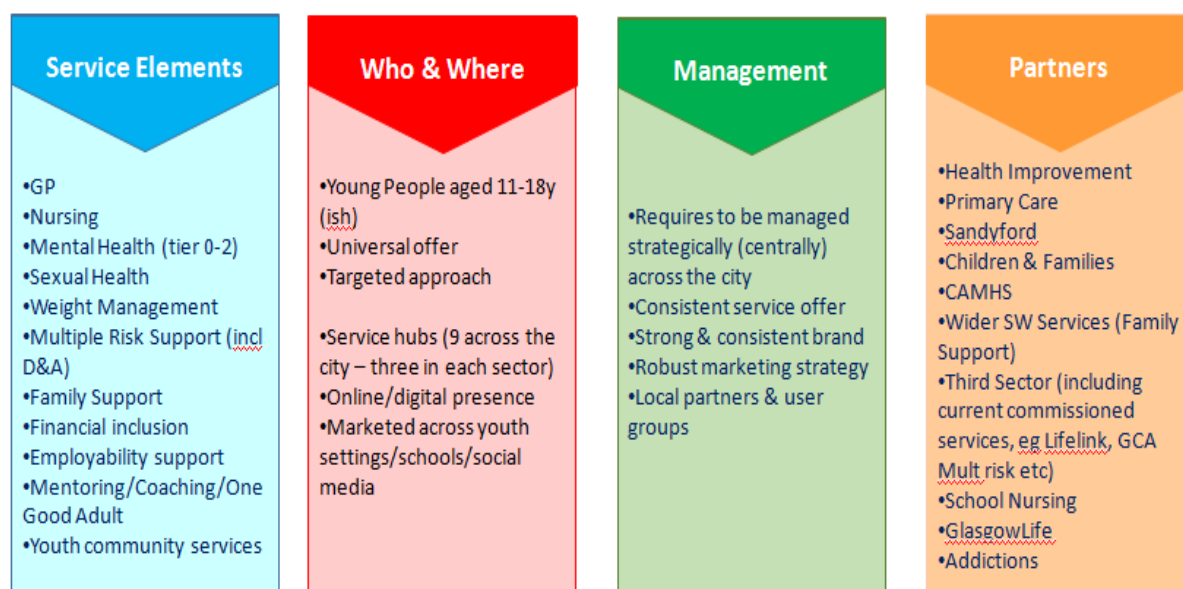 Service Elements
•GP
•Nursing
•Mental Health (tier 0-2)
•Sexual Health
•Weight Management
•Multiple Risk Support (incl
D&A)
•Family Support
•Financial inclusion
•Employability support
•Mentoring/Coaching/One
Good Adult
•Youth community services
Who & Where
•Young People aged 11-18y
(ish)
•Universal offer
•Targeted approach
•Service hubs (9 across the
city – three in each sector)
•Online/digital presence
•Marketed across youth
settings/schools/social
media
Management
•Requires to be managed
strategically (centrally)
across the city
•Consistent service offer
•Strong & consistent brand
•Robust marketing strategy
•Local partners & user
groups
Partners
•Health Improvement
•Primary Care
•Sandyford
•Children & Families
•CAMHS
•Wider SW Services (Family
Support)
•Third Sector (including
current commissioned
services, eg Lifelink, GCA
Mult risk etc)
•School Nursing
•GlasgowLife
•Addictions